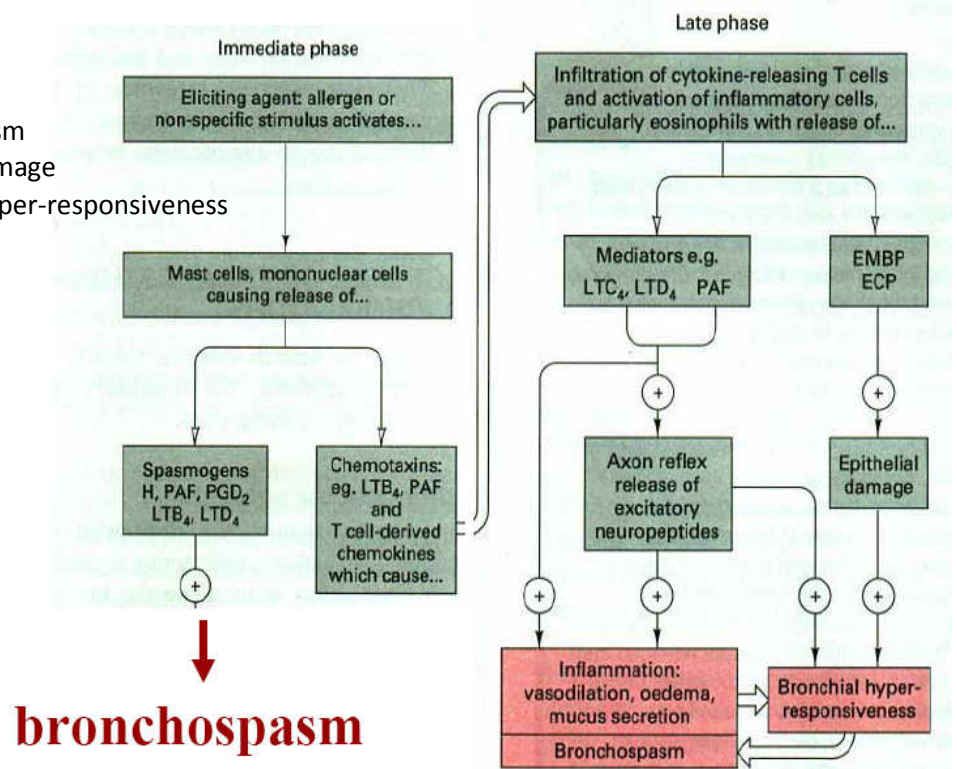 sm
mage
per-responsiveness
Immediate phase
Eliciting agent: allergen or
non-specific stimulus activates...
Mast cells, mononuclear cells
causing release of...
Spasmogens
H, PAF, PGD₂
LTB₄, LTD₄
+
bronchospasm
Chemotaxins:
eg. LTB₄, PAF
and
T cell-derived
chemokines
which cause...
Late phase
Infiltration of cytokine-releasing T cells
and activation of inflammatory cells,
particularly eosinophils with release of...
Mediators e.g.
LTC₄, LTD₄ PAF
EMBP
ECP
+
+
Axon reflex
release of
excitatory
neuropeptides
Epithelial
damage
+
+
+
+
Inflammation:
vasodilation, oedema,
mucus secretion
Bronchospasm
Bronchial hyper-
responsiveness